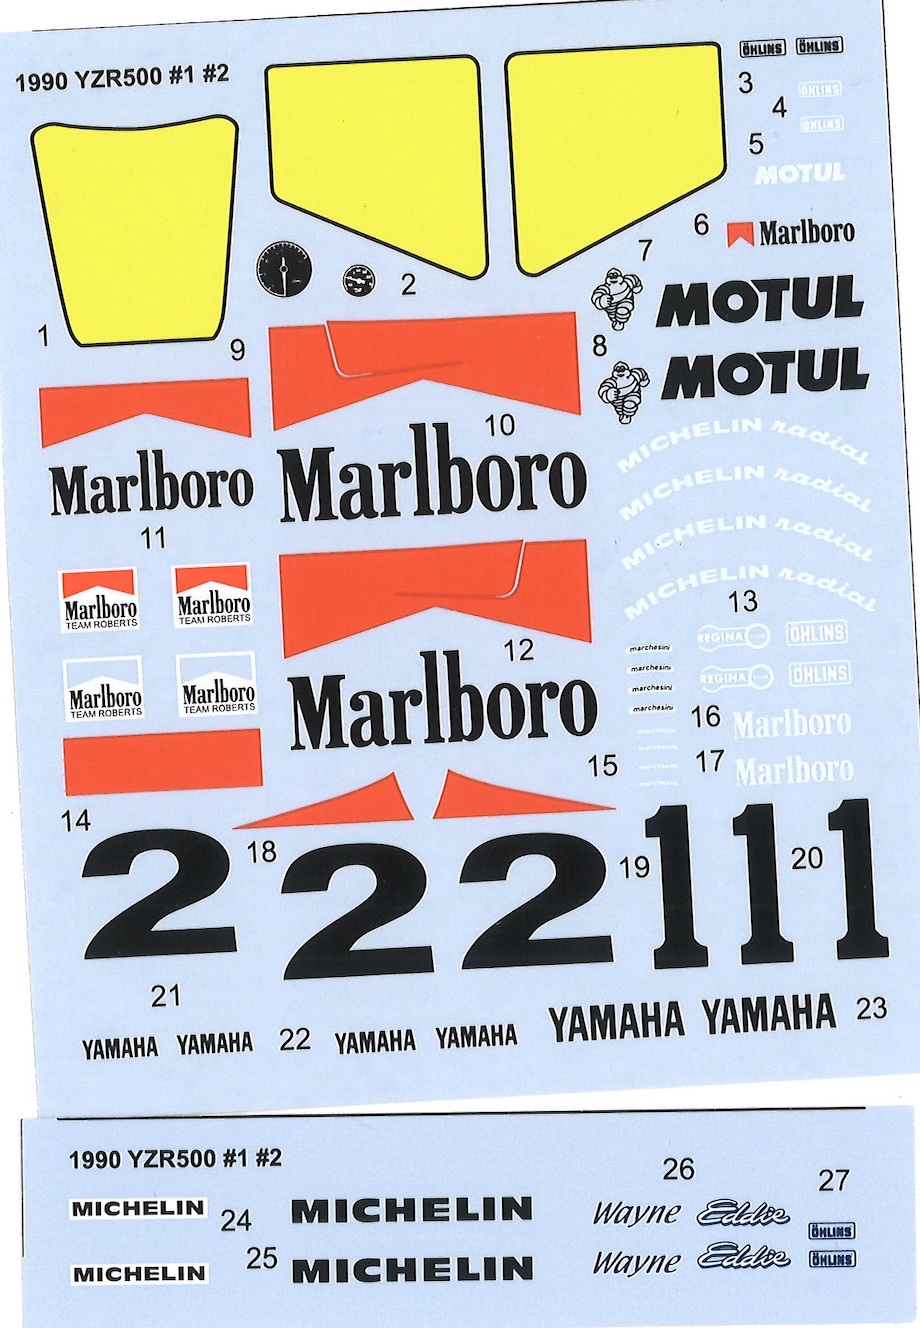 1990 YZR500 #1 #2
ÖHLINS ÖHLINS
3
ÖHLINS
4
ÖHLINS
5
MOTUL
6
Marlboro
7
2
MOTUL
1
9
8
MOTUL
10
MICHELIN radial
Marlboro
Marlboro
MICHELIN radial
11
MICHELIN radial
MICHELIN radial
Marlboro
TEAM ROBERTS
Marlboro
TEAM ROBERTS
13
REGINA ÖHLINS
12
marchesini
marchesini
REGINA ÖHLINS
marchesini
marchesini
Marlboro
TEAM ROBERTS
Marlboro
TEAM ROBERTS
Marlboro
16
Marlboro
15
17
Marlboro
14
18
2 2 2
19
1 1 1
20
21
YAMAHA YAMAHA
22
YAMAHA YAMAHA
YAMAHA YAMAHA
23
1990 YZR500 #1 #2
26
27
MICHELIN
24
MICHELIN
Wayne Eddie
ÖHLINS
25
MICHELIN
MICHELIN
Wayne Eddie
ÖHLINS